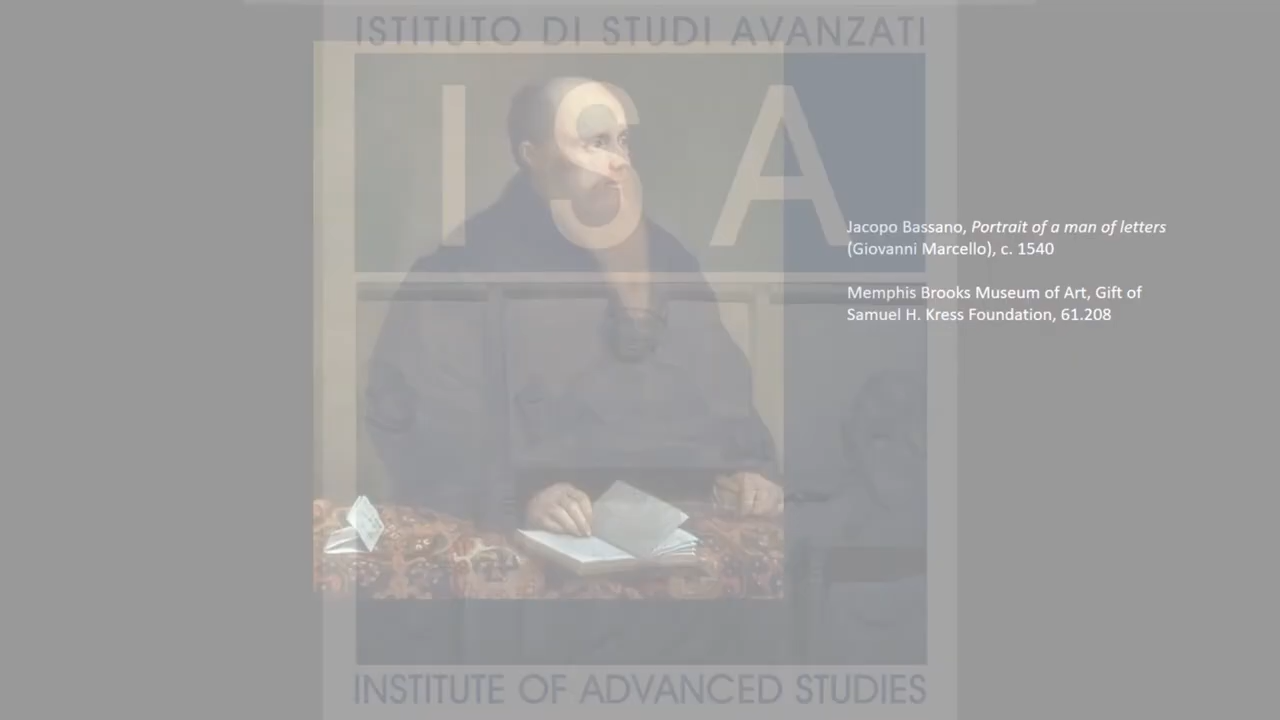 ISTITUTO DI STUDI AVANZATI
ISA
Jacopo Bassano, Portrait of a man of letters
(Giovanni Marcello), c. 1540
Memphis Brooks Museum of Art, Gift of
Samuel H. Kress Foundation, 61.208
INSTITUTE OF ADVANCED STUDIES